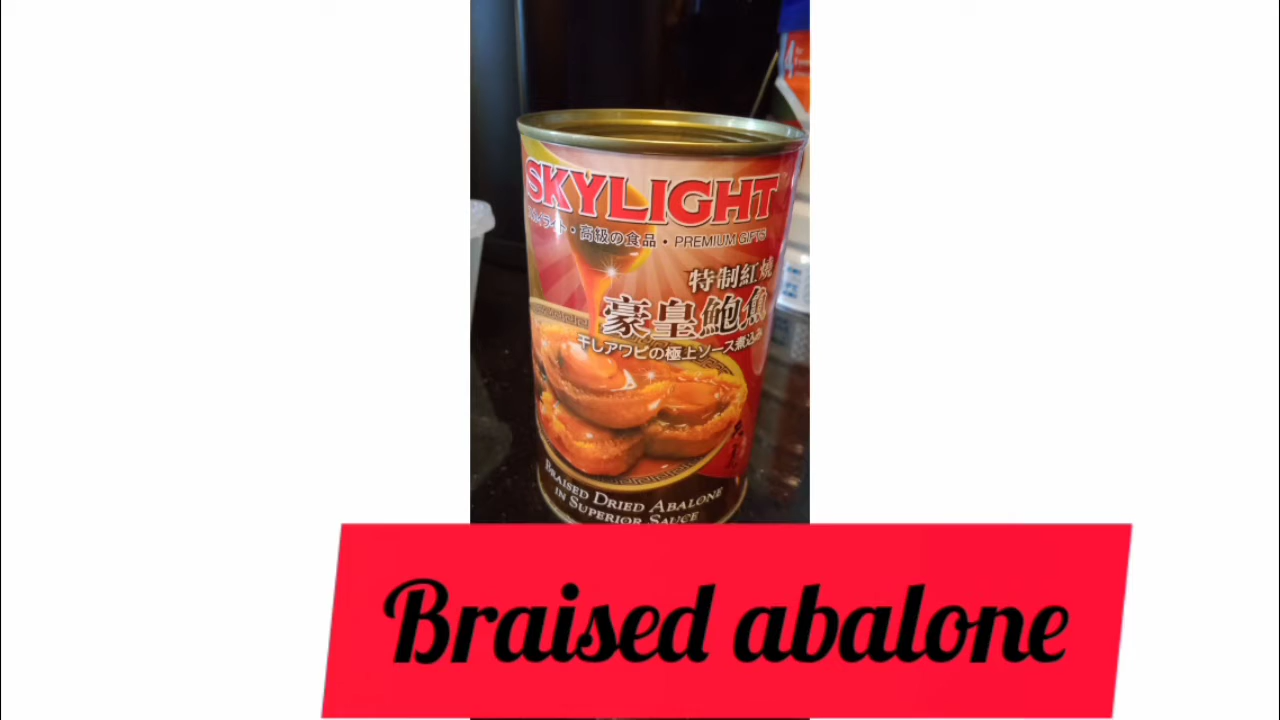 SKYLIGHT
スカイライト・高級の食品・PREMIUM GIFTS
特制紅燒
豪皇鮑魚
干しアワビの極上ソース煮込み
BRAISED DRIED ABALONE
IN SUPERIOR SAUCE
Braised abalone